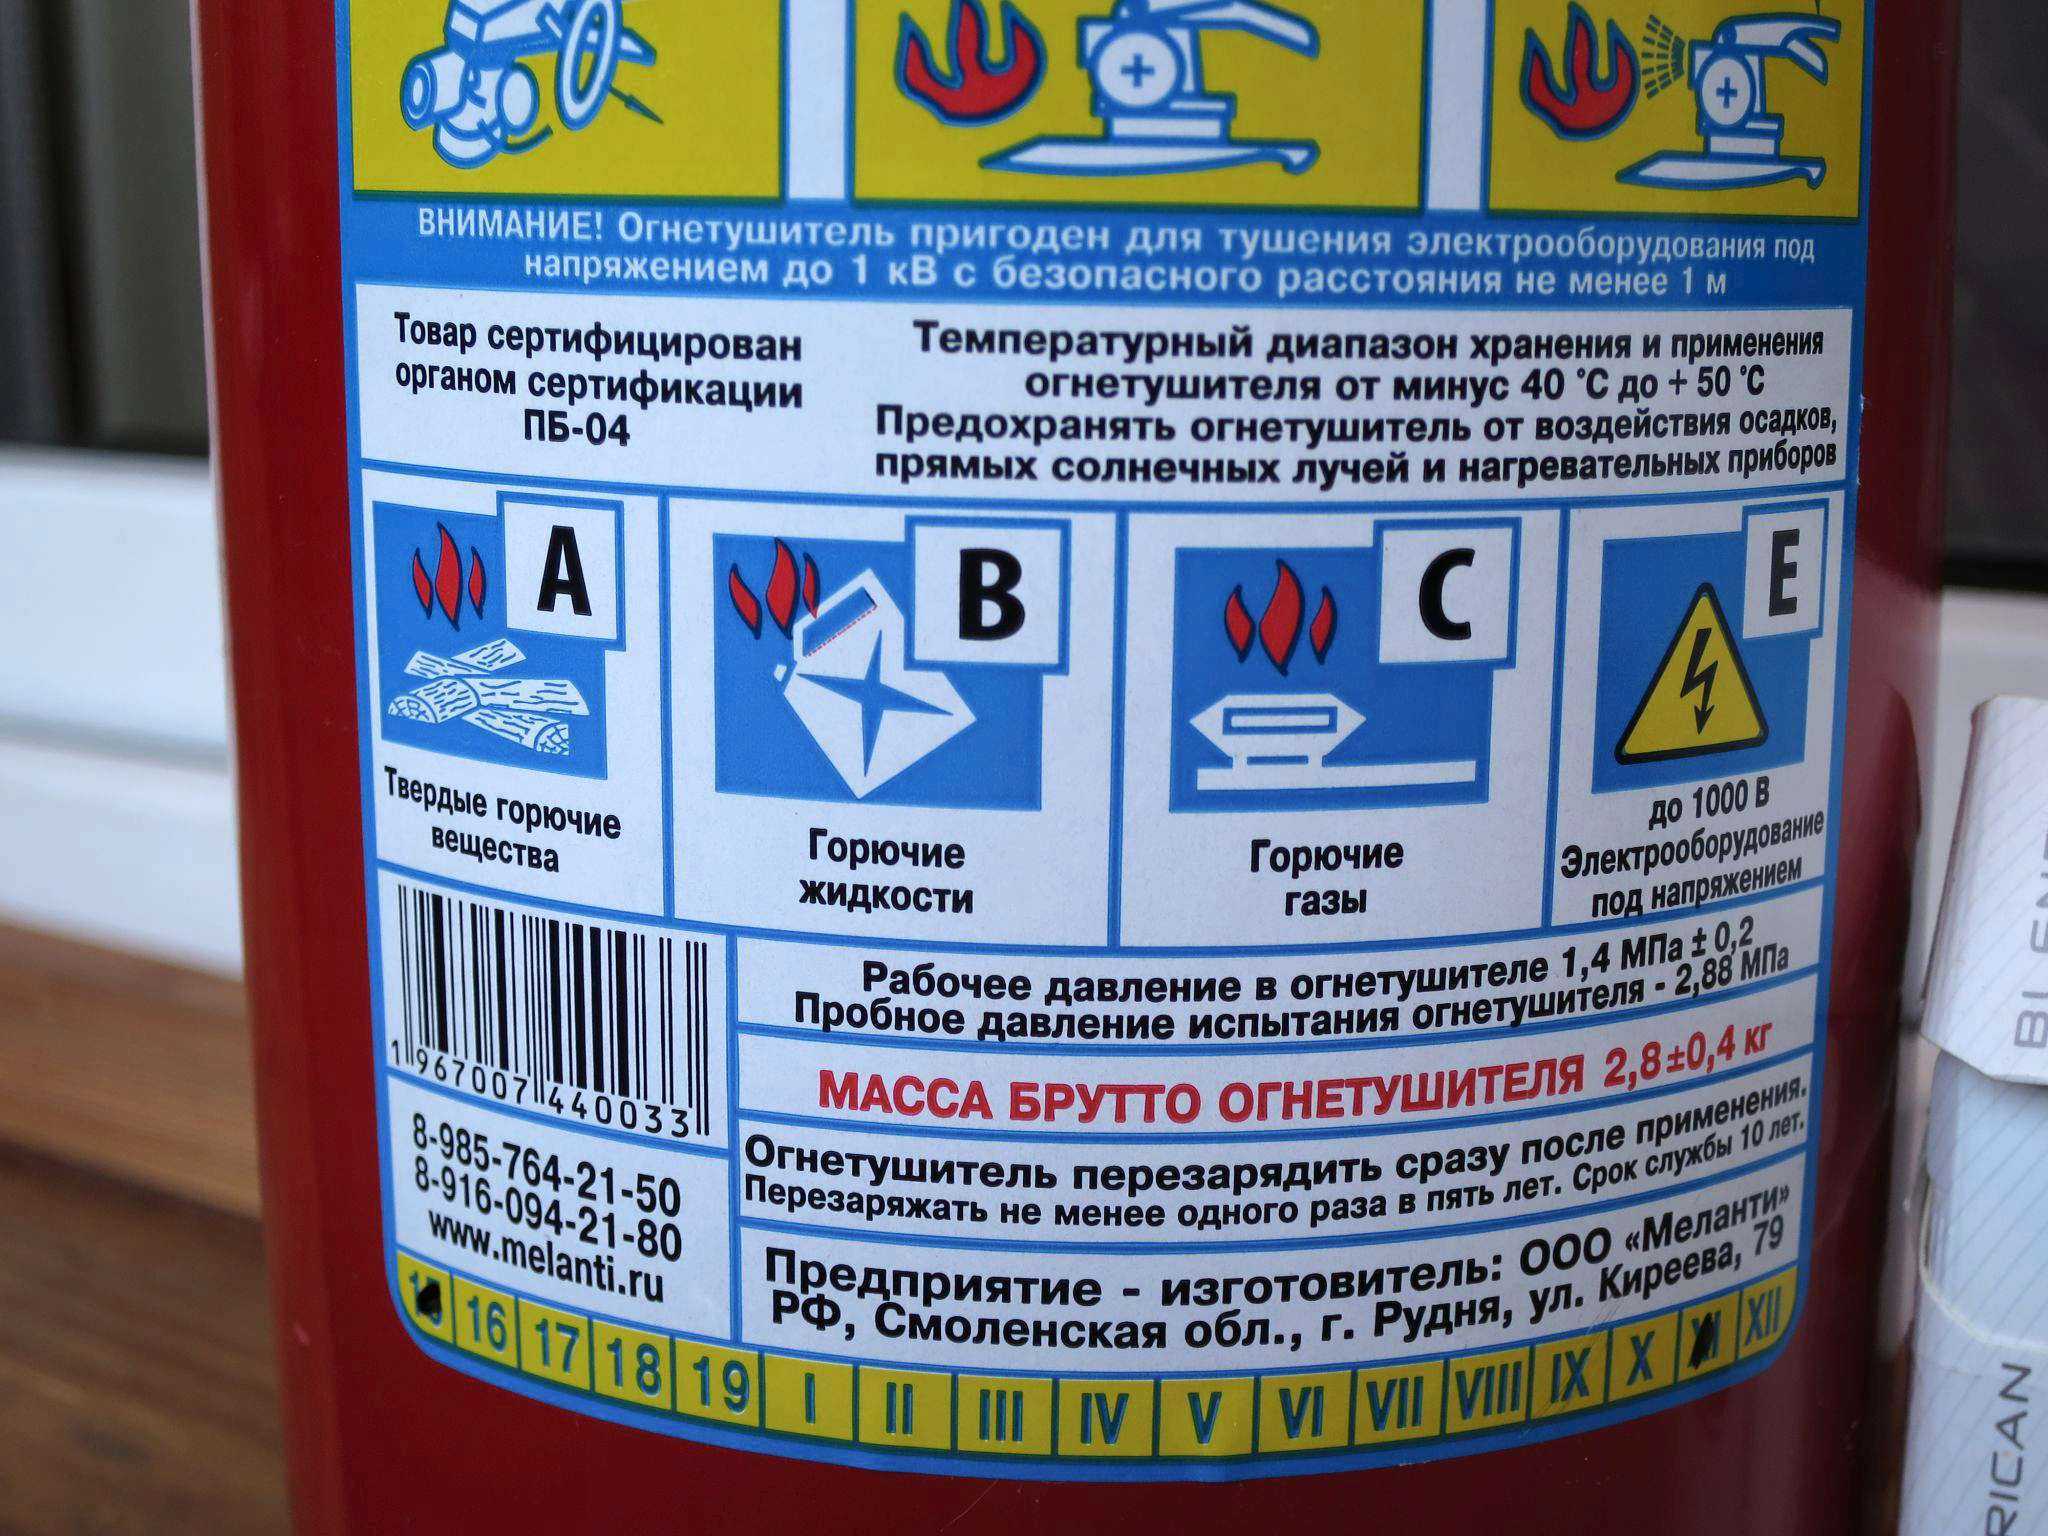 ВНИМАНИЕ! Огнетушитель пригоден для тушения электрооборудования под
напряжением до 1 кВ с безопасного расстояния не менее 1 м
Товар сертифицирован
органом сертификации
ПБ-04
Температурный диапазон хранения и применения
огнетушителя от минус 40 °С до + 50 °С
Предохранять огнетушитель от воздействия осадков,
прямых солнечных лучей и нагревательных приборов
A
Твердые горючие
вещества
B
Горючие
жидкости
C
Горючие
газы
E
до 1000 В
Электрооборудование
под напряжением
1 967007 440033
8-985-764-21-50
8-916-094-21-80
www.melanti.ru
Рабочее давление в огнетушителе 1,4 МПа ± 0,2
Пробное давление испытания огнетушителя - 2,88 МПа
МАССА БРУТТО ОГНЕТУШИТЕЛЯ 2,8±0,4 кг
Огнетушитель перезарядить сразу после применения.
Перезаряжать не менее одного раза в пять лет. Срок службы 10 лет.
Предприятие - изготовитель: ООО «Меланти»
РФ, Смоленская обл., г. Рудня, ул. Киреева, 79
16 17 18 19 I II III IV V VI VII VIII IX X XI XII